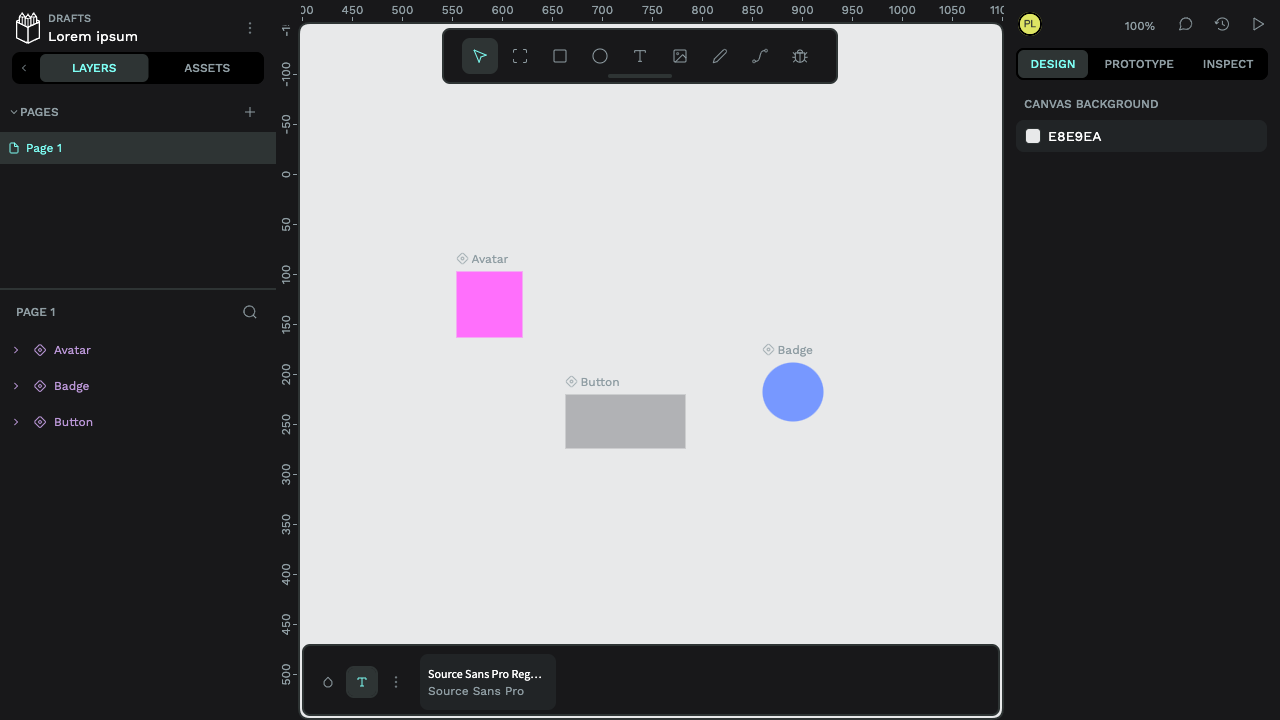 DRAFTS
Lorem ipsum
LAYERS
ASSETS
PAGES
Page 1
PAGE 1
Avatar
Badge
Button
450 500 550 600 650 700 750 800 850 900 950 1000 1050
-100
-50
0
50
100
150
200
250
300
350
400
450
500
Avatar
Badge
Button
Source Sans Pro Reg...
Source Sans Pro
PL
100%
DESIGN
PROTOTYPE
INSPECT
CANVAS BACKGROUND
E8E9EA